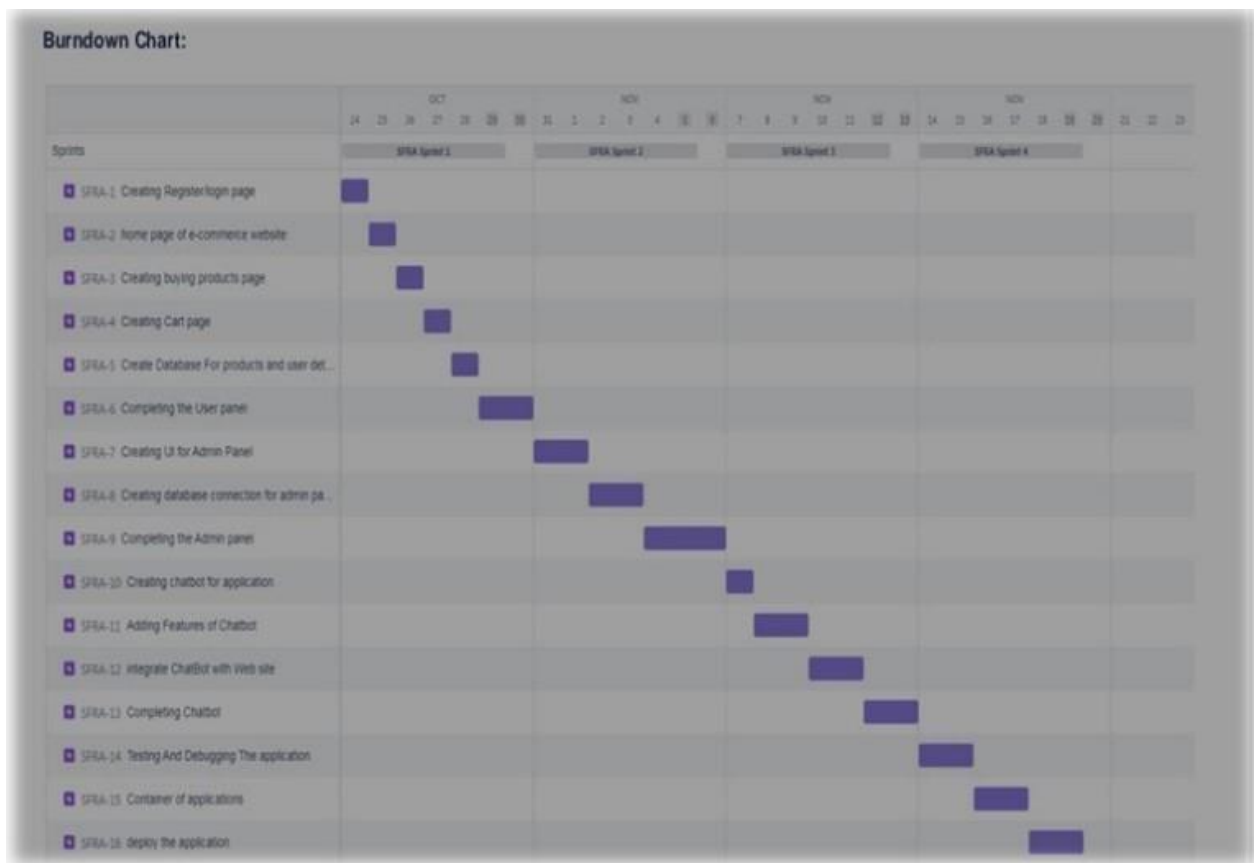 Burndown Chart:
OCT NOV NOV NOV
24 25 26 27 28 29 30 31 1 2 3 4 5 6 7 8 9 10 11 12 13 14 15 16 17 18 19 20 21 22 23
Sprints SFRA Sprint 1 SFRA Sprint 2 SFRA Sprint 3 SFRA Sprint 4
SFRA-1 Creating Register/login page
SFRA-2 home page of e-commerce website
SFRA-3 Creating buying products page
SFRA-4 Creating Cart page
SFRA-5 Create Database For products and user det...
SFRA-6 Completing the User panel
SFRA-7 Creating UI for Admin Panel
SFRA-8 Creating database connection for admin pa...
SFRA-9 Completing the Admin panel
SFRA-10 Creating chatbot for application
SFRA-11 Adding Features of Chatbot
SFRA-12 integrate ChatBot with Web site
SFRA-13 Completing Chatbot
SFRA-14 Testing And Debugging The application
SFRA-15 Container of applications
SFRA-16 deploy the application